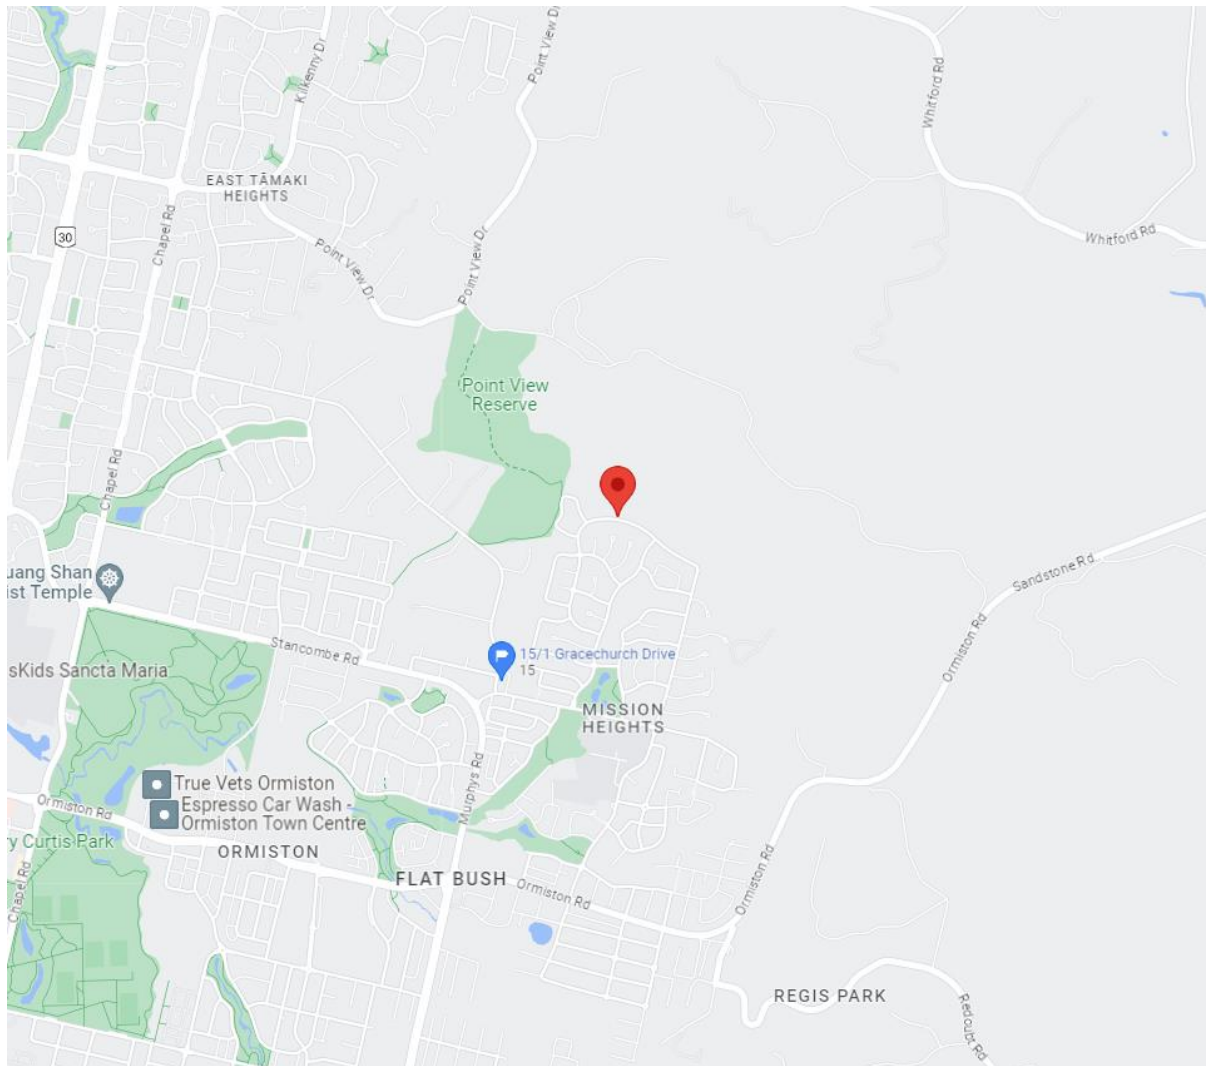 Point View Dr
Kilkenny Dr
Whitford Rd
EAST TĀMAKI
HEIGHTS
30
Chapel Rd
Point View Dr
Point View Dr
Whitford Rd
Point View
Reserve
Chapel Rd
uang Shan
ist Temple
Sandstone Rd
Ormiston Rd
Stancombe Rd
15/1 Gracechurch Drive
15
sKids Sancta Maria
MISSION
HEIGHTS
True Vets Ormiston
Espresso Car Wash -
Ormiston Town Centre
Murphys Rd
Ormiston Rd
ry Curtis Park
ORMISTON
Chapel Rd
FLAT BUSH
Ormiston Rd
Ormiston Rd
REGIS PARK
Redoubt Rd